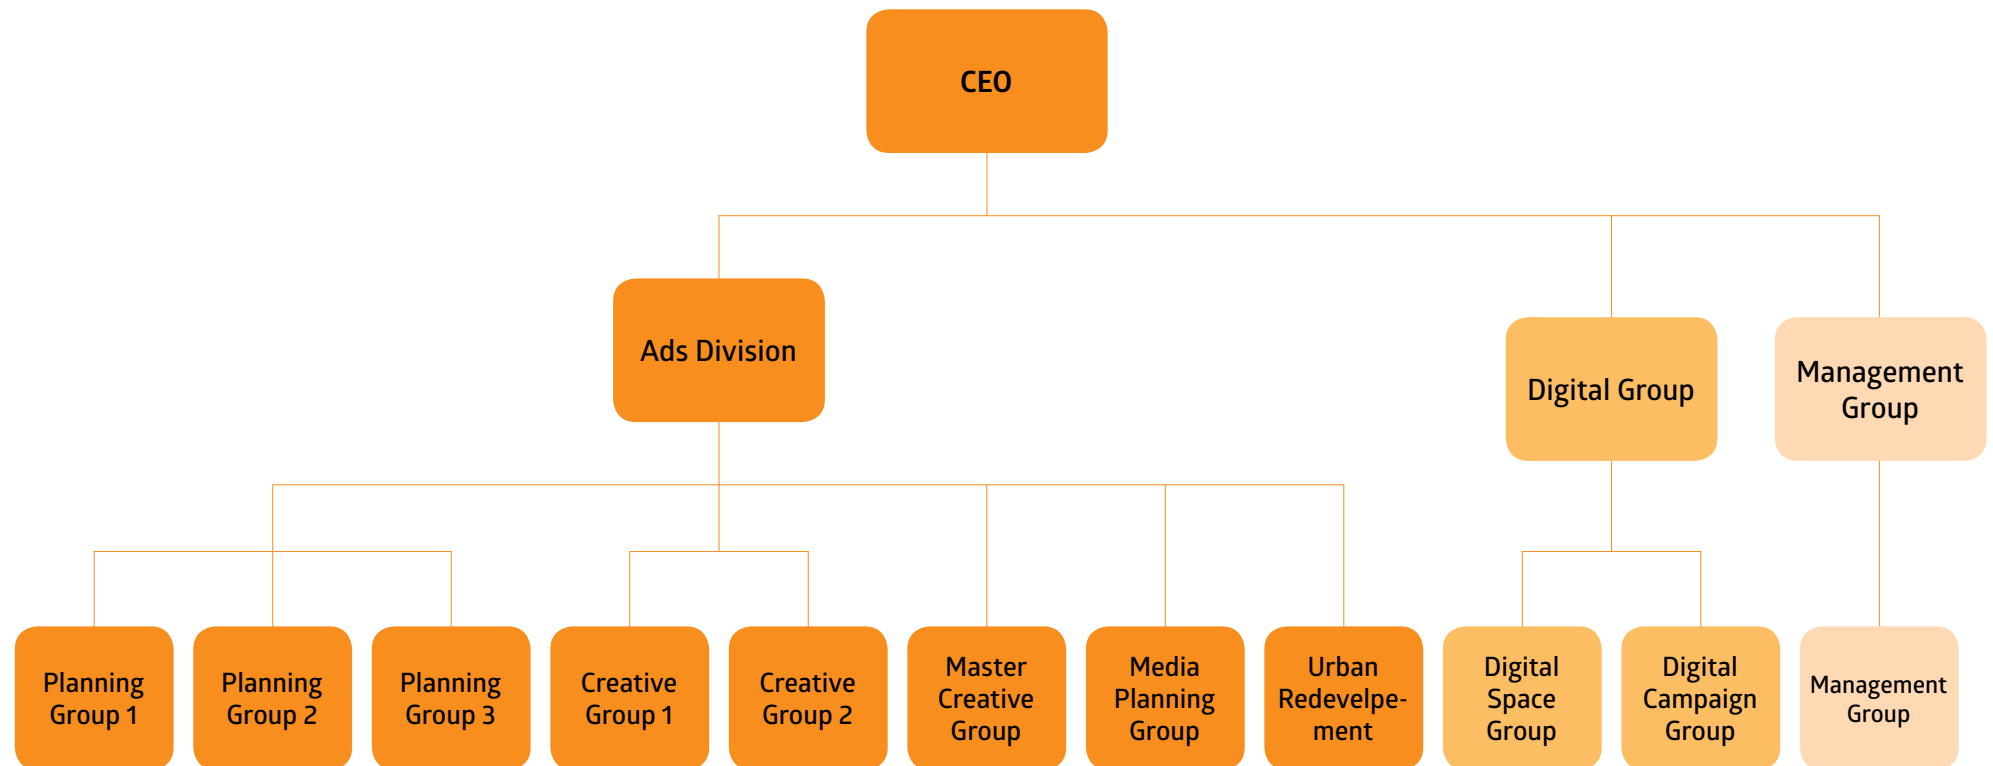 CEO
Ads Division
Digital Group
Management
Group
Planning
Group 1
Planning
Group 2
Planning
Group 3
Creative
Group 1
Creative
Group 2
Master
Creative
Group
Media
Planning
Group
Urban
Redevelpe-
ment
Digital
Space
Group
Digital
Campaign
Group
Management
Group